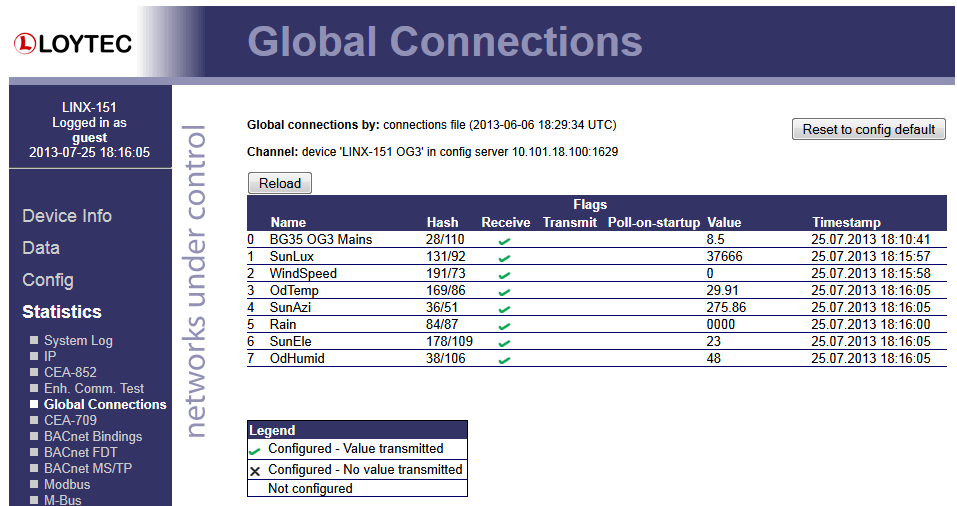 LOYTEC
Global Connections
LINX-151
Logged in as
guest
2013-07-25 18:16:05
Device Info
Data
Config
Statistics
System Log
IP
CEA-852
Enh. Comm. Test
Global Connections
CEA-709
BACnet Bindings
BACnet FDT
BACnet MS/TP
Modbus
M-Bus
networks under control
Global connections by: connections file (2013-06-06 18:29:34 UTC)
Reset to config default
Channel: device 'LINX-151 OG3' in config server 10.101.18.100:1629
Reload
Flags
Name Hash Receive Transmit Poll-on-startup Value Timestamp
0 BG35 OG3 Mains 28/110 8.5 25.07.2013 18:10:41
1 SunLux 131/92 37666 25.07.2013 18:15:57
2 WindSpeed 191/73 0 25.07.2013 18:15:58
3 OdTemp 169/86 29.91 25.07.2013 18:16:05
4 SunAzi 36/51 275.86 25.07.2013 18:16:05
5 Rain 84/87 0000 25.07.2013 18:16:00
6 SunEle 178/109 23 25.07.2013 18:16:05
7 OdHumid 38/106 48 25.07.2013 18:16:05
Legend
Configured - Value transmitted
Configured - No value transmitted
Not configured